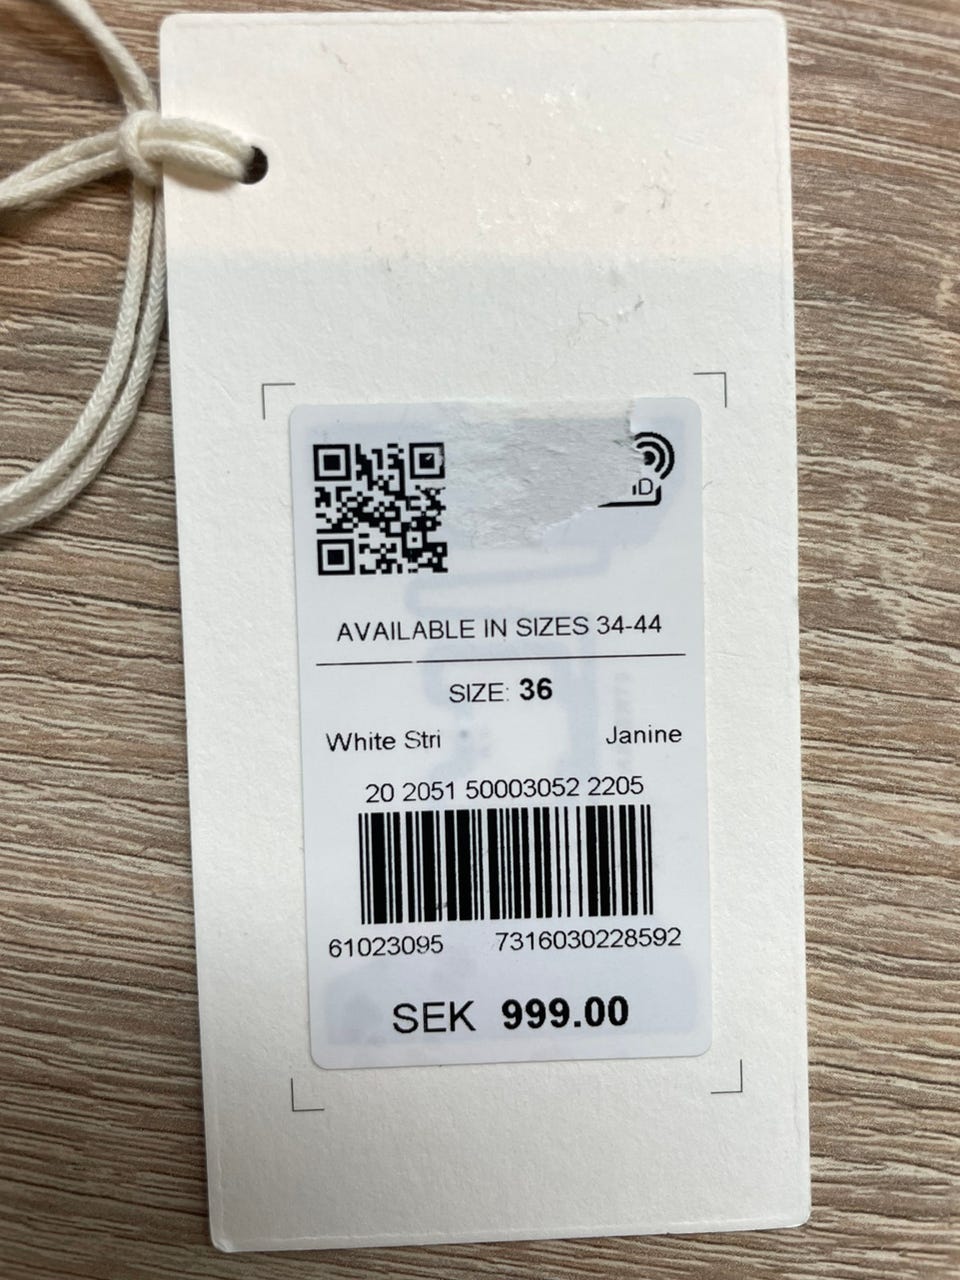 ID
AVAILABLE IN SIZES 34-44
SIZE: 36
White Stri Janine
20 2051 50003052 2205
61023095 7316030228592
SEK 999.00